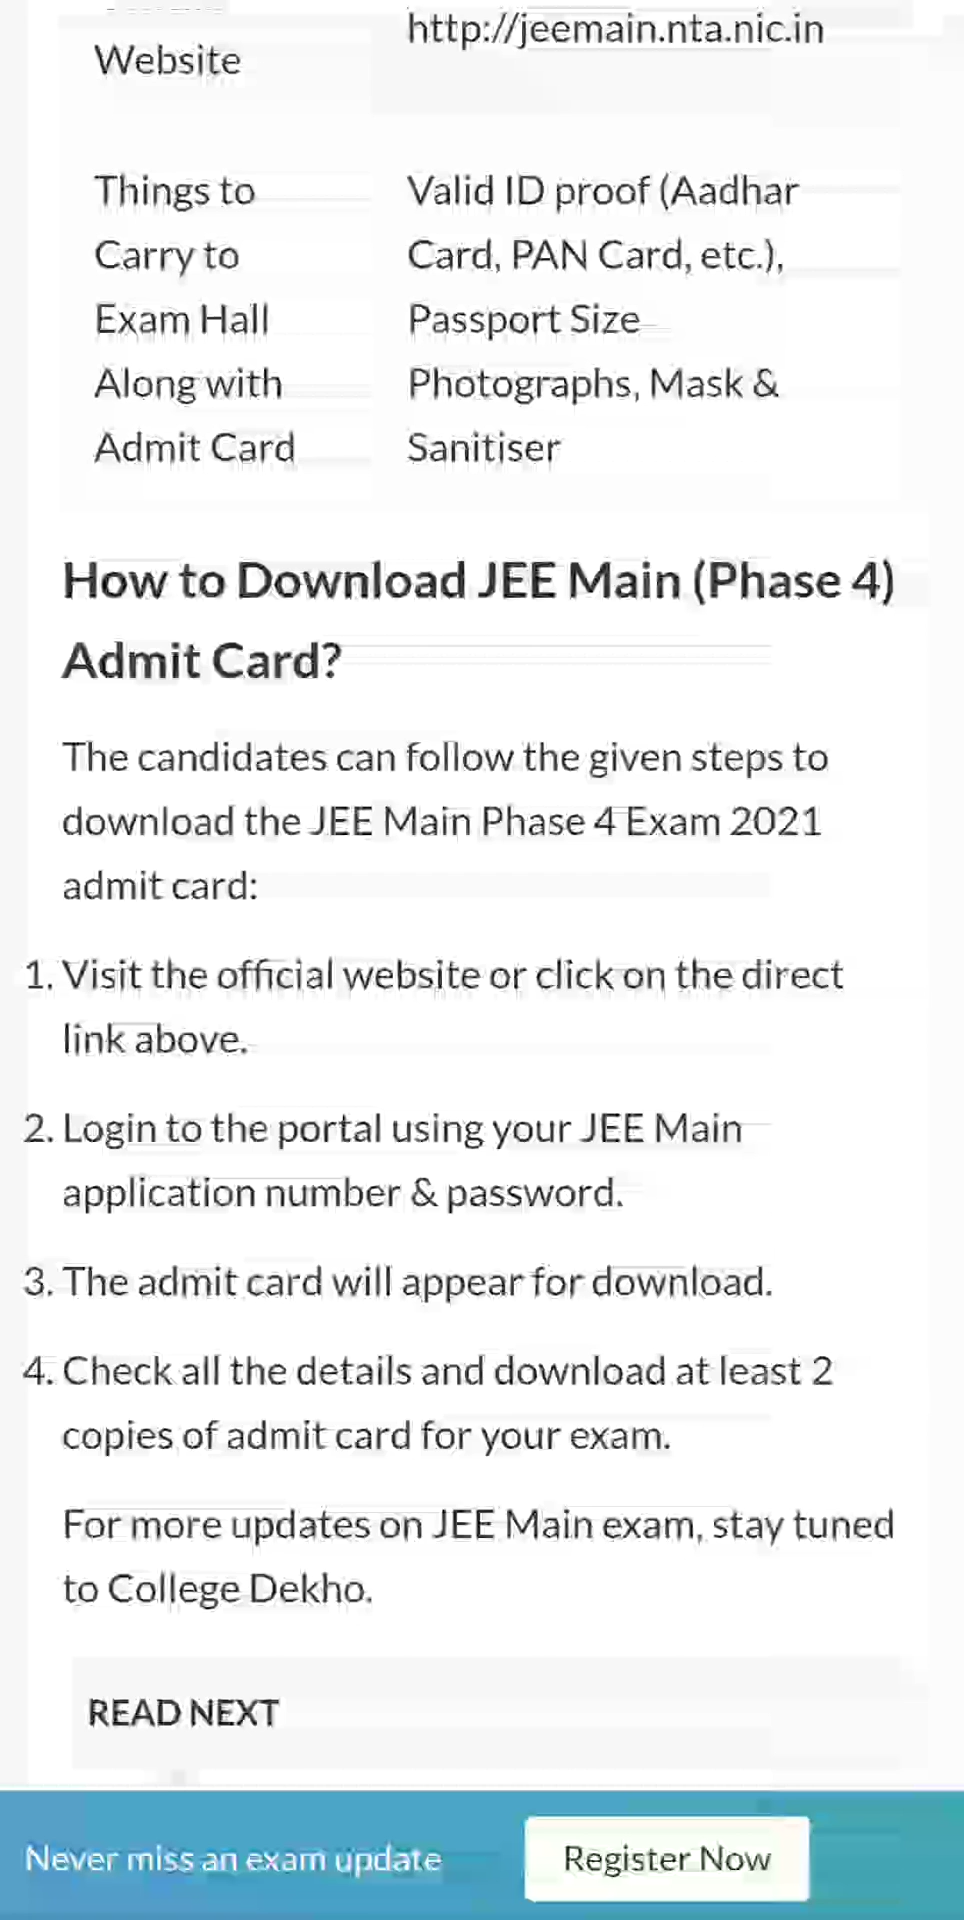 http://jeemain.nta.nic.in
Website
Things to
Carry to
Exam Hall
Along with
Admit Card
Valid ID proof (Aadhar
Card, PAN Card, etc.),
Passport Size
Photographs, Mask &
Sanitiser
How to Download JEE Main (Phase 4)
Admit Card?
The candidates can follow the given steps to
download the JEE Main Phase 4 Exam 2021
admit card:
1. Visit the official website or click on the direct
link above.
2. Login to the portal using your JEE Main
application number & password.
3. The admit card will appear for download.
4. Check all the details and download at least 2
copies of admit card for your exam.
For more updates on JEE Main exam, stay tuned
to College Dekho.
READ NEXT
Never miss an exam update
Register Now